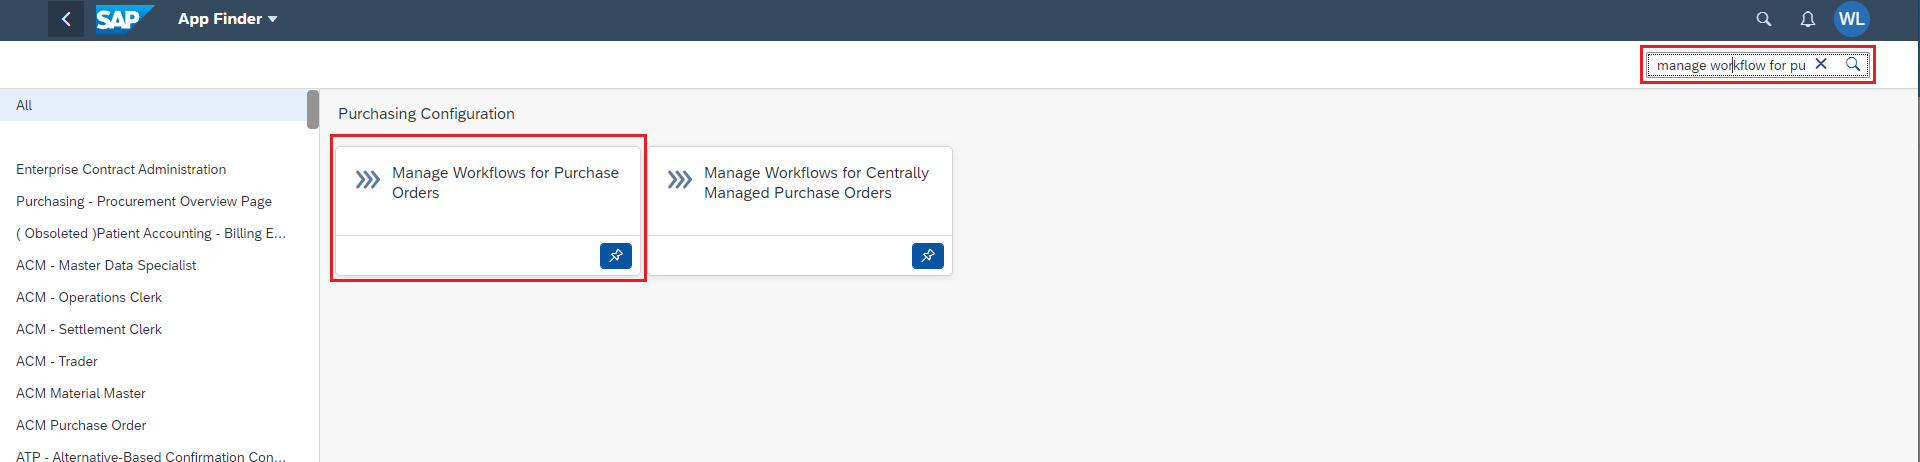 SAP App Finder WL
manage workflow for pu
All
Enterprise Contract Administration
Purchasing - Procurement Overview Page
( Obsoleted )Patient Accounting - Billing E...
ACM - Master Data Specialist
ACM - Operations Clerk
ACM - Settlement Clerk
ACM - Trader
ACM Material Master
ACM Purchase Order
ATP - Alternative-Based Confirmation Con...
Purchasing Configuration
Manage Workflows for Purchase
Orders
Manage Workflows for Centrally
Managed Purchase Orders